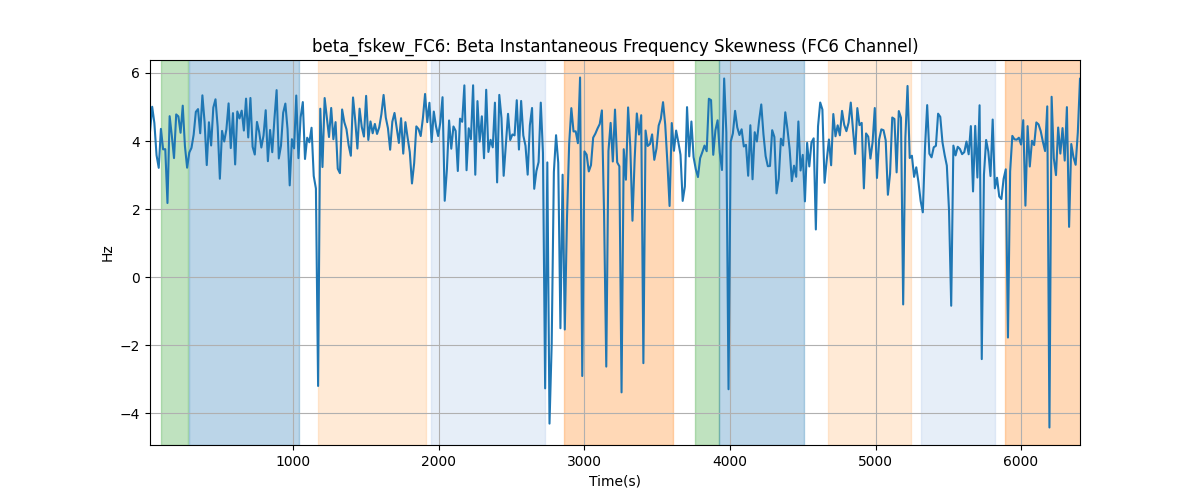 beta_fskew_FC6: Beta Instantaneous Frequency Skewness (FC6 Channel)
6
4
2
0
−2
−4
Hz
1000 2000 3000 4000 5000 6000
Time(s)